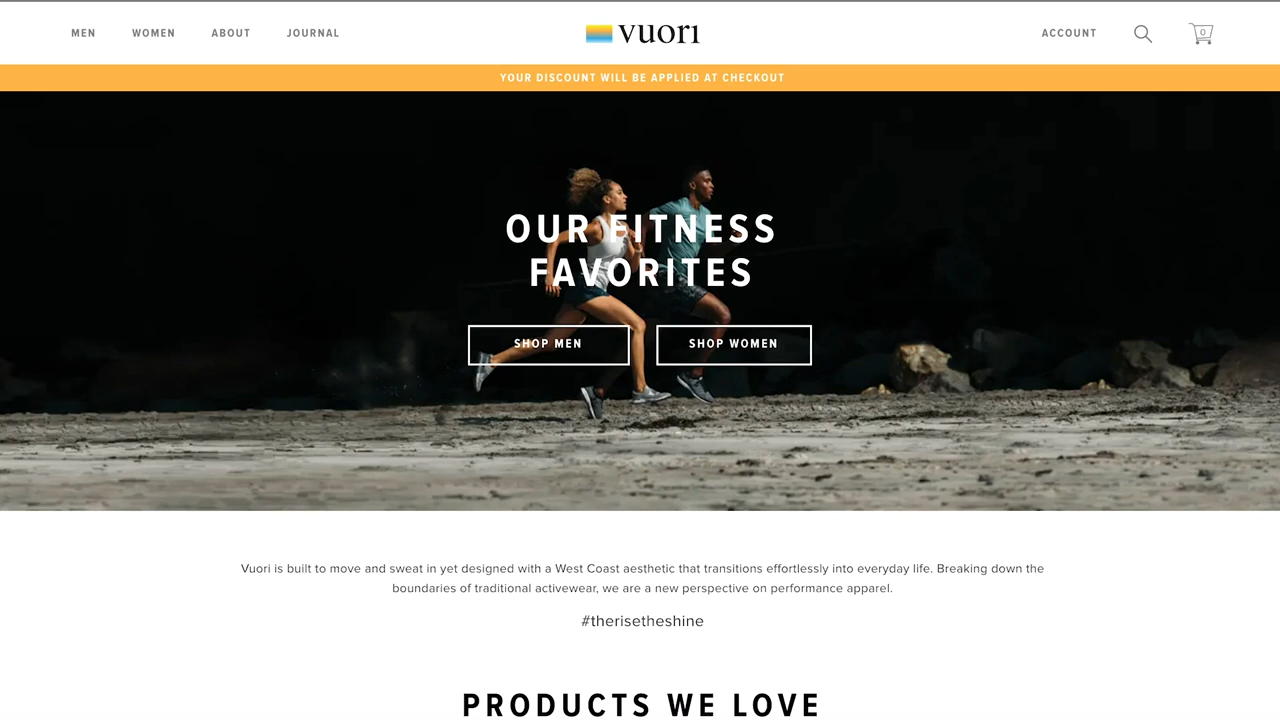 MEN WOMEN ABOUT JOURNAL vuori ACCOUNT 0
YOUR DISCOUNT WILL BE APPLIED AT CHECKOUT
OUR FITNESS
FAVORITES
SHOP MEN SHOP WOMEN
Vuori is built to move and sweat in yet designed with a West Coast aesthetic that transitions effortlessly into everyday life. Breaking down the
boundaries of traditional activewear, we are a new perspective on performance apparel.
#therisetheshine
PRODUCTS WE LOVE